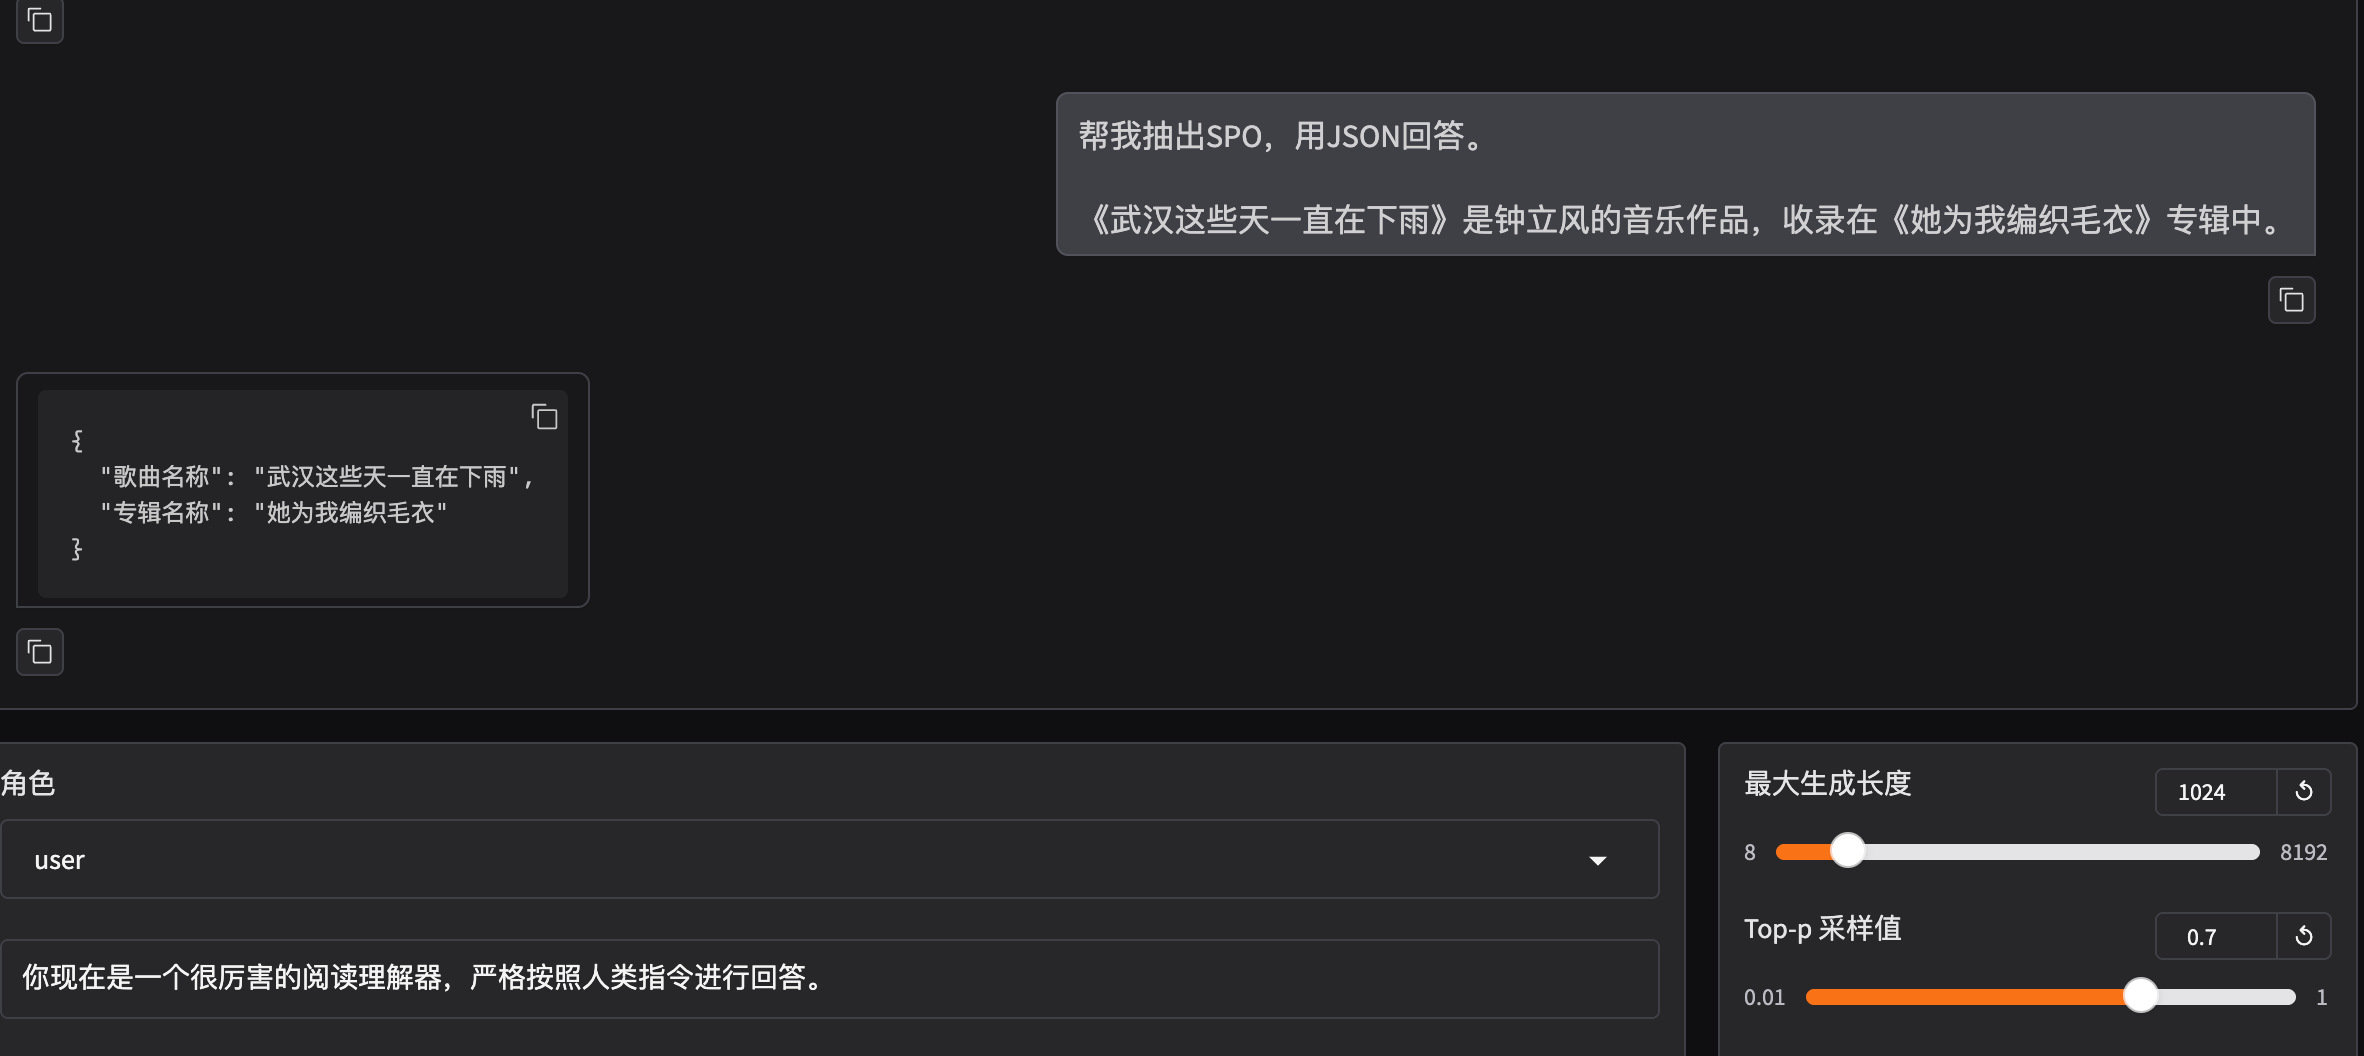 帮我抽出SPO，用JSON回答。
《武汉这些天一直在下雨》是钟立风的音乐作品，收录在《她为我编织毛衣》专辑中。
{
"歌曲名称": "武汉这些天一直在下雨",
"专辑名称": "她为我编织毛衣"
}
角色
user
你现在是一个很厉害的阅读理解器，严格按照人类指令进行回答。
最大生成长度
1024
8
8192
Top-p 采样值
0.7
0.01
1